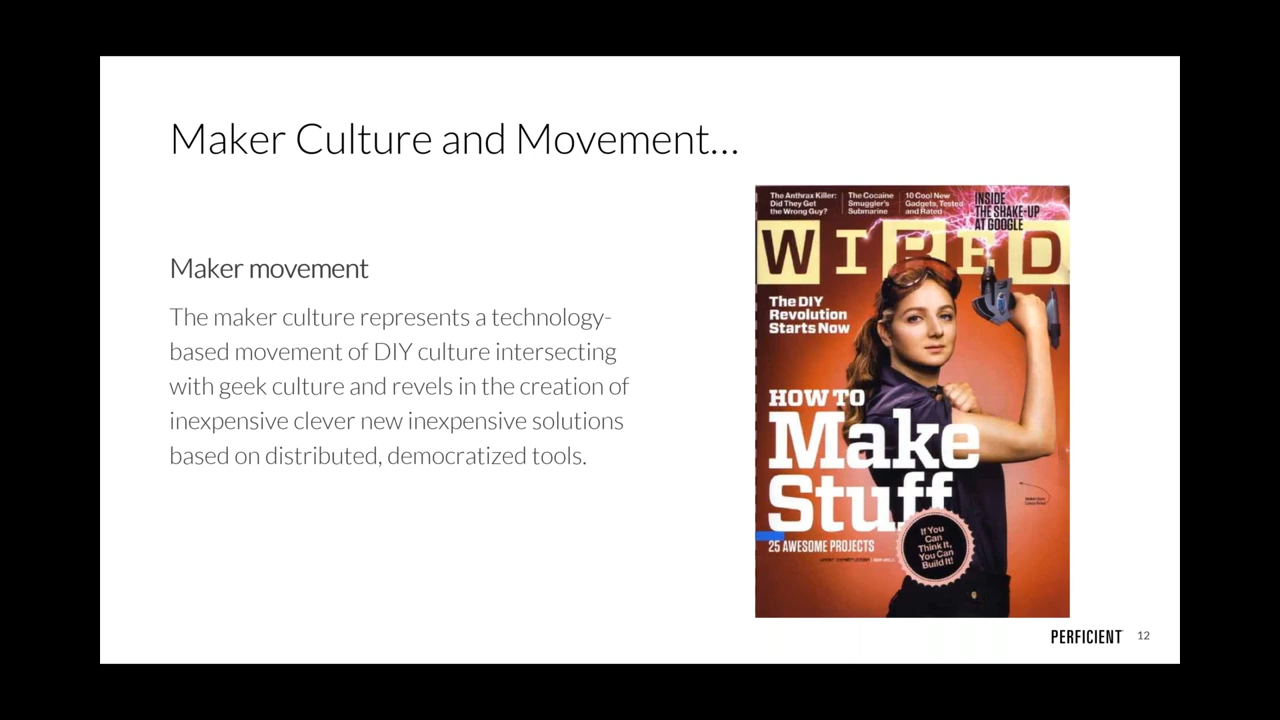 Maker Culture and Movement...
Maker movement
The maker culture represents a technology-
based movement of DIY culture intersecting
with geek culture and revels in the creation of
inexpensive clever new inexpensive solutions
based on distributed, democratized tools.
The Anthrax Killer:
Did They Get
the Wrong Guy?
The Cocaine
Smuggler's
Submarine
10 Cool New
Gadgets, Tested
and Rated
INSIDE
THE SHAKE-UP
AT GOOGLE
WIRED
The DIY
Revolution
Starts Now
HOW TO
Make
Stuff
25 AWESOME PROJECTS
If You
Can
Think It,
You Can
Build It!
PERFICIENT
12